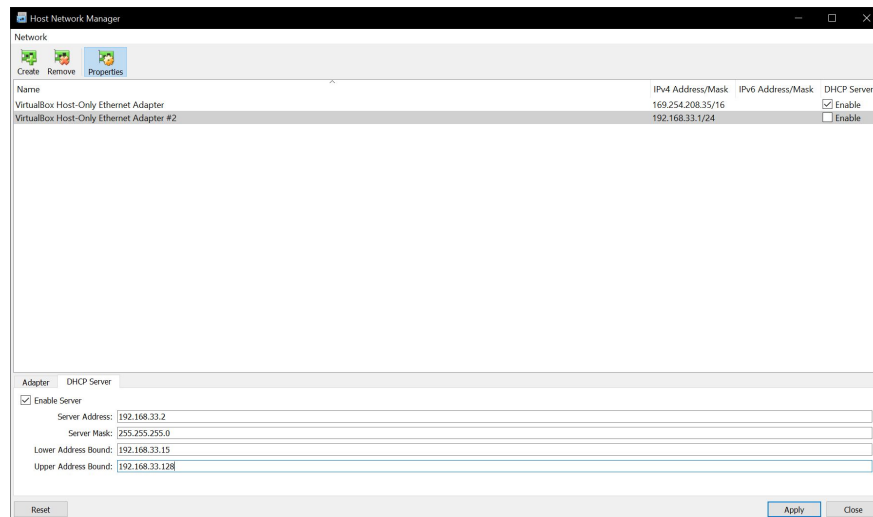 Host Network Manager
Network
Create Remove Properties
Name IPv4 Address/Mask IPv6 Address/Mask DHCP Server
VirtualBox Host-Only Ethernet Adapter 169.254.208.35/16 Enable
VirtualBox Host-Only Ethernet Adapter #2 192.168.33.1/24 Enable
Adapter DHCP Server
Enable Server
Server Address: 192.168.33.2
Server Mask: 255.255.255.0
Lower Address Bound: 192.168.33.15
Upper Address Bound: 192.168.33.128
Reset Apply Close